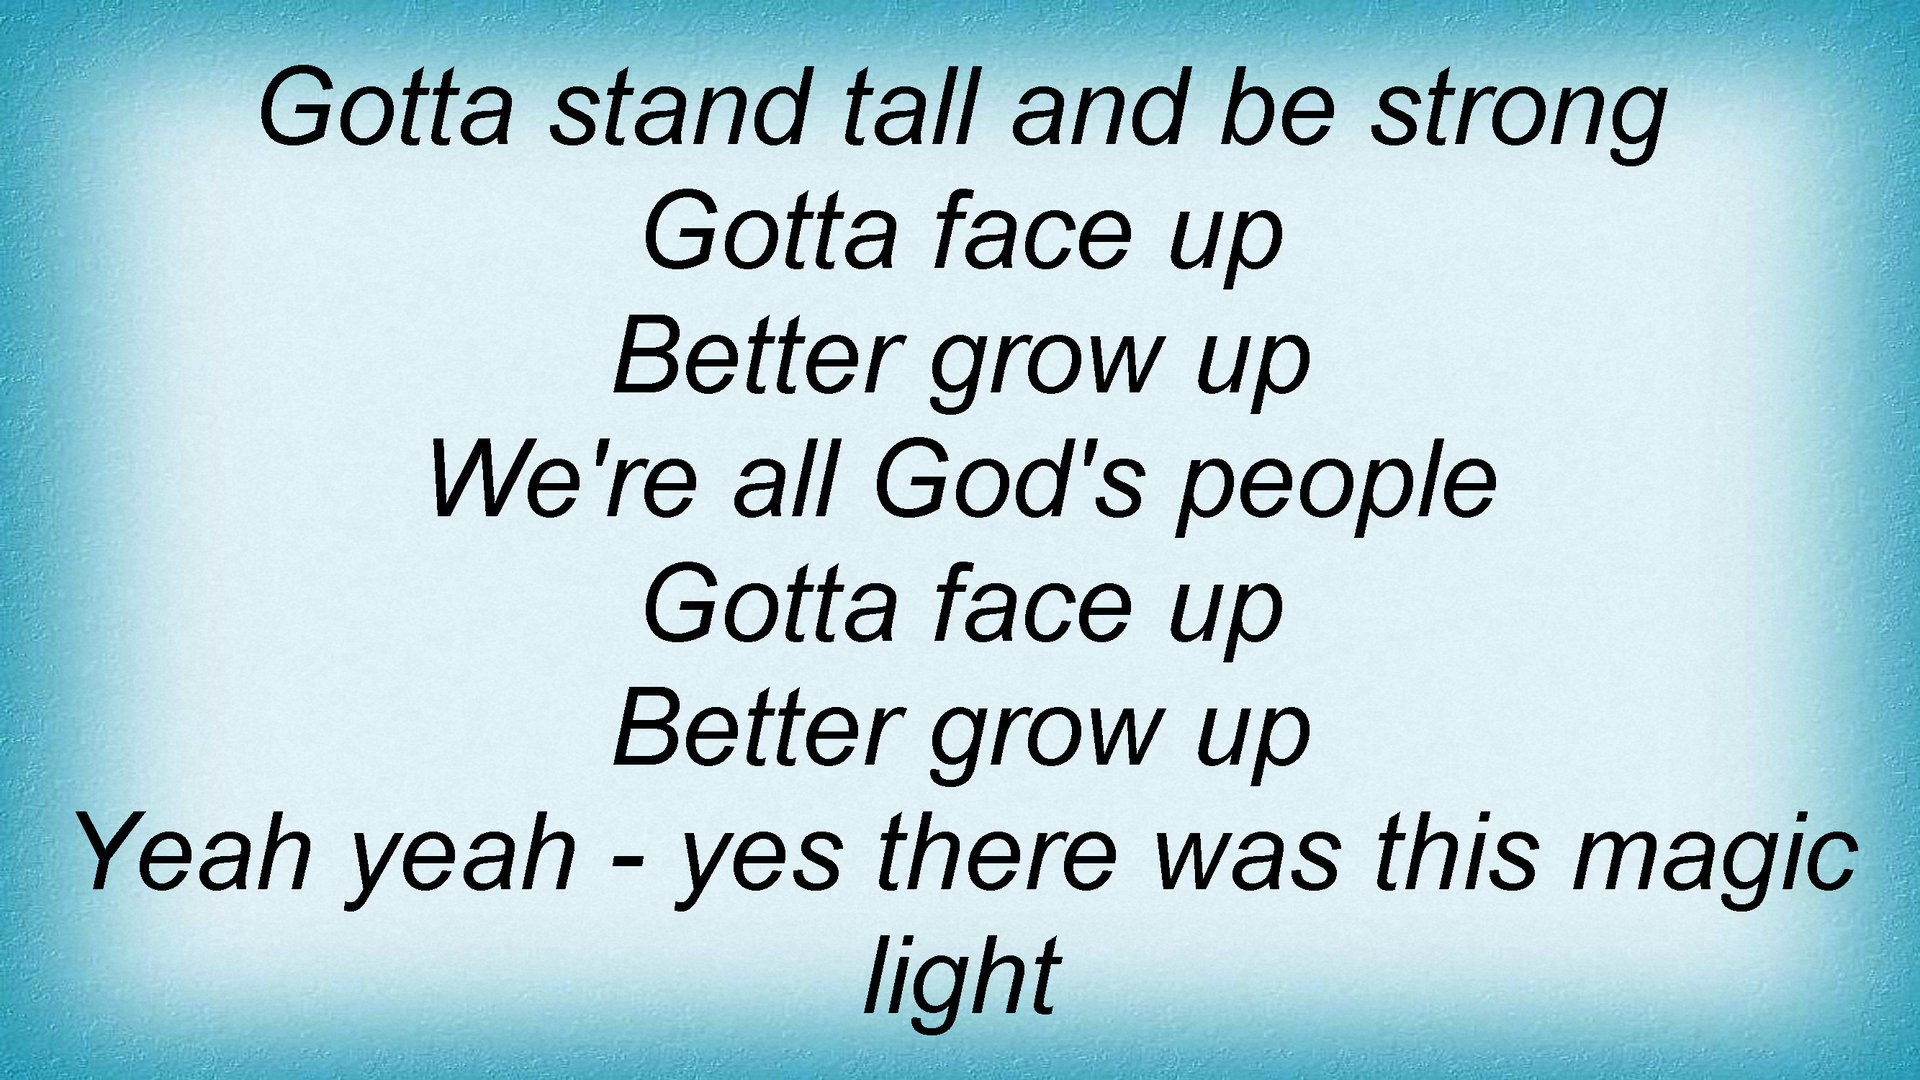 Gotta stand tall and be strong
Gotta face up
Better grow up
We're all God's people
Gotta face up
Better grow up
Yeah yeah - yes there was this magic
light